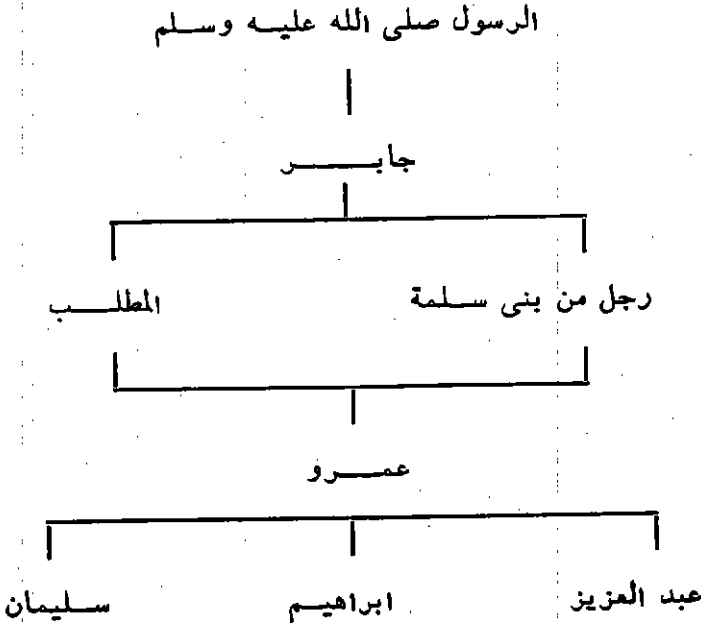 الرسول صلى الله عليه وسلم
جابر
رجل من بنى سلمة المطلب
عمرو
عبد العزيز ابراهيم سليمان